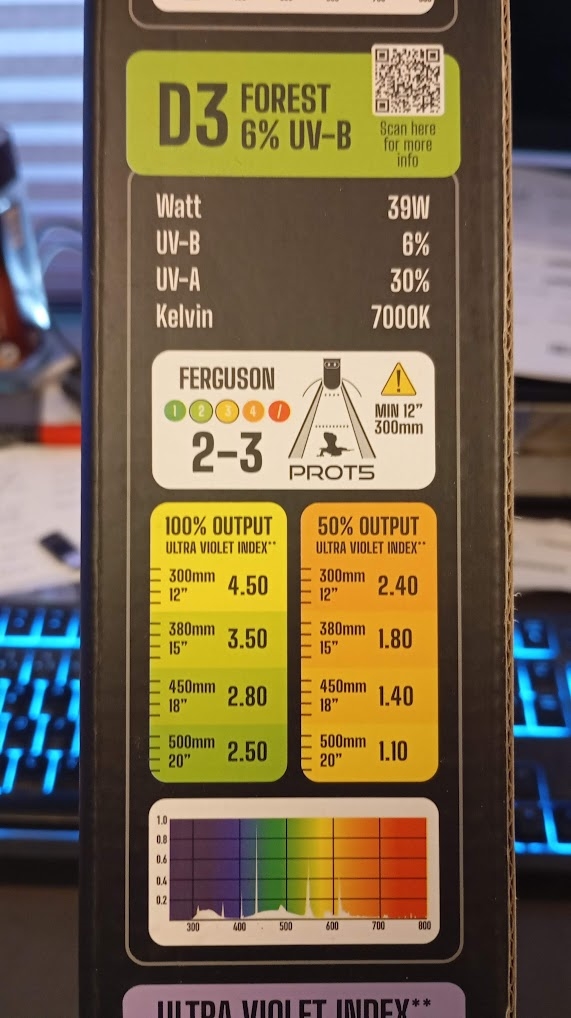 D3 FOREST
6% UV-B
Scan here
for more
info
Watt 39W
UV-B 6%
UV-A 30%
Kelvin 7000K
FERGUSON
1 2 3 4 /
2-3
PROT5
!
MIN 12”
300mm
100% OUTPUT
ULTRA VIOLET INDEX**
300mm
12” 4.50
380mm
15” 3.50
450mm
18” 2.80
500mm
20” 2.50
50% OUTPUT
ULTRA VIOLET INDEX**
300mm
12” 2.40
380mm
15” 1.80
450mm
18” 1.40
500mm
20” 1.10
1.0
0.8
0.6
0.4
0.2
300 400 500 600 700 800
ULTRA VIOLET INDEX**